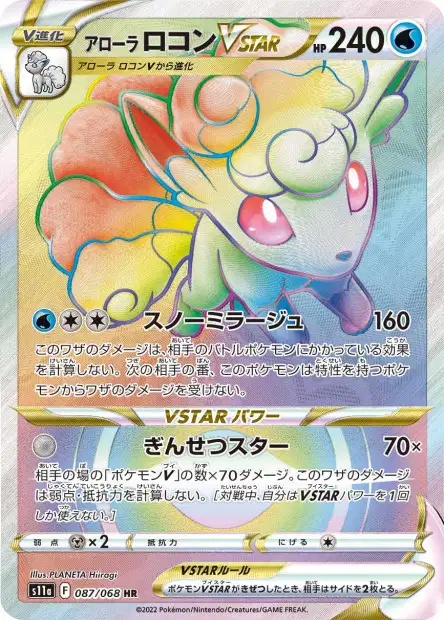 V進化
アローラ ロコンVSTAR HP240
アローラ ロコンVから進化
スノーミラージュ 160
このワザのダメージは、相手のバトルポケモンにかかっている効果
を計算しない。次の相手の番、このポケモンは特性を持つポケ
モンからワザのダメージを受けない。
VSTARパワー
ぎんせつスター 70×
相手の場の「ポケモンV」の数×70ダメージ。このワザのダメージ
は弱点・抵抗力を計算しない。[対戦中、自分はVSTARパワーを1回
しか使えない。]
弱点 ×2 抵抗力 にげる
Illus.PLANETA Hiiragi
s11a F 087/068 HR
VSTARルール
ポケモンVSTARがきぜつしたとき、相手はサイドを2枚とる。
©2022 Pokémon/Nintendo/Creatures/GAME FREAK.